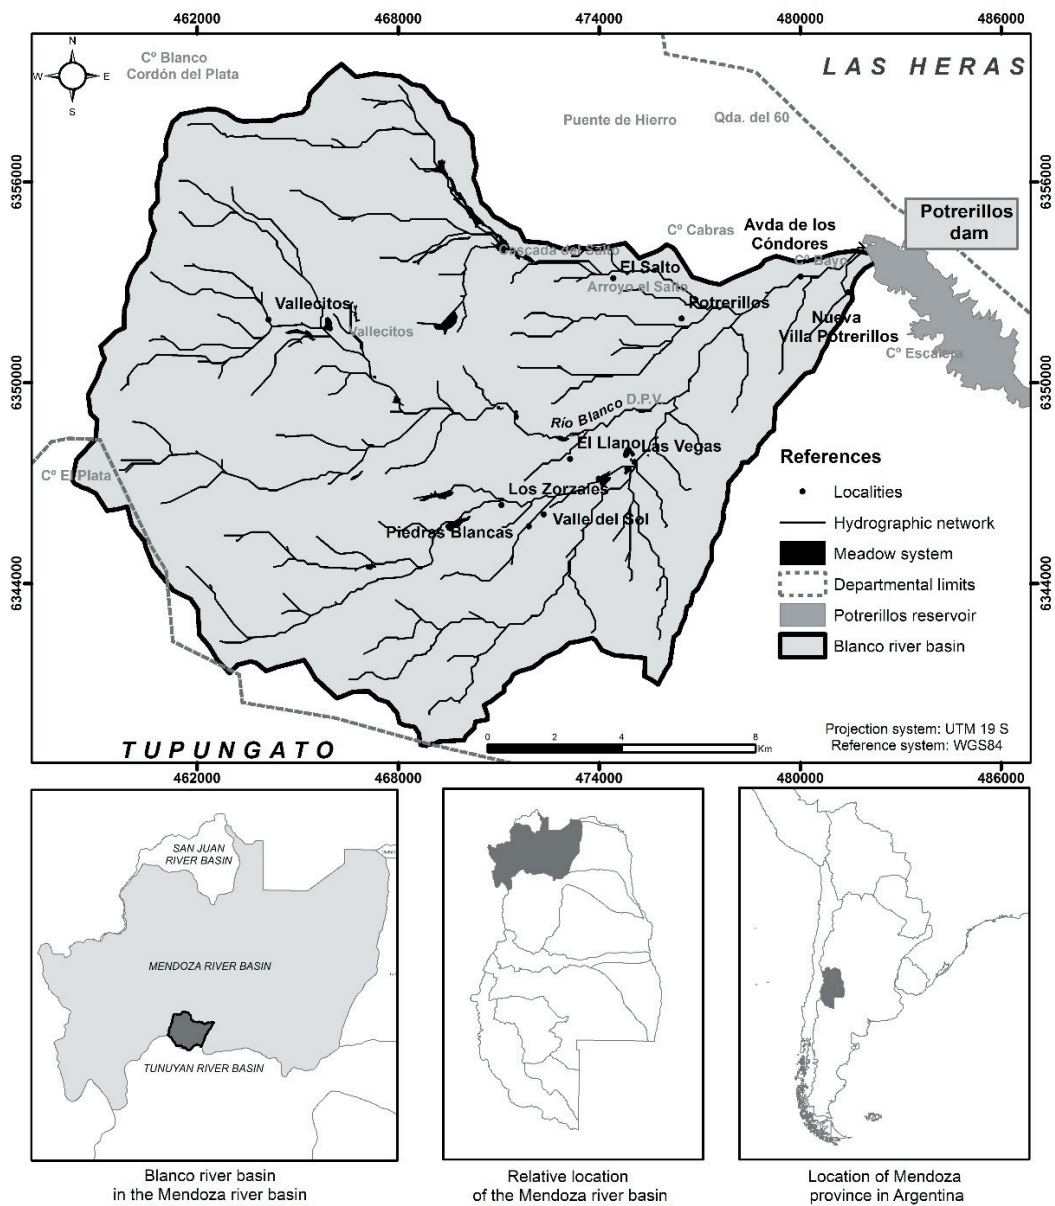 462000 468000 474000 480000 486000
N
W E
S
Cº Blanco
Cordón del Plata
LAS HERAS
Puente de Hierro
Qda. del 60
6356000
6356000
Potrerillos
dam
Cº Cabras
Avda de los
Cóndores
Cascada del Salto
Cº Bayo
El Salto
Arroyo el Salto
Vallecitos
Potrerillos
Vallecitos
Nueva
Villa Potrerillos
Cº Escalera
6350000
6350000
D.P.V.
Río Blanco
El Llano
Las Vegas
Cº El Plata
References
Los Zorzales
Localities
Valle del Sol
Piedras Blancas
Hydrographic network
Meadow system
6344000
6344000
Departmental limits
Potrerillos reservoir
Blanco river basin
TUPUNGATO
0 2 4 8
Km
Projection system: UTM 19 S
Reference system: WGS84
462000 468000 474000 480000 486000
SAN JUAN
RIVER BASIN
MENDOZA RIVER BASIN
TUNUYAN RIVER BASIN
Blanco river basin
in the Mendoza river basin
Relative location
of the Mendoza river basin
Location of Mendoza
province in Argentina